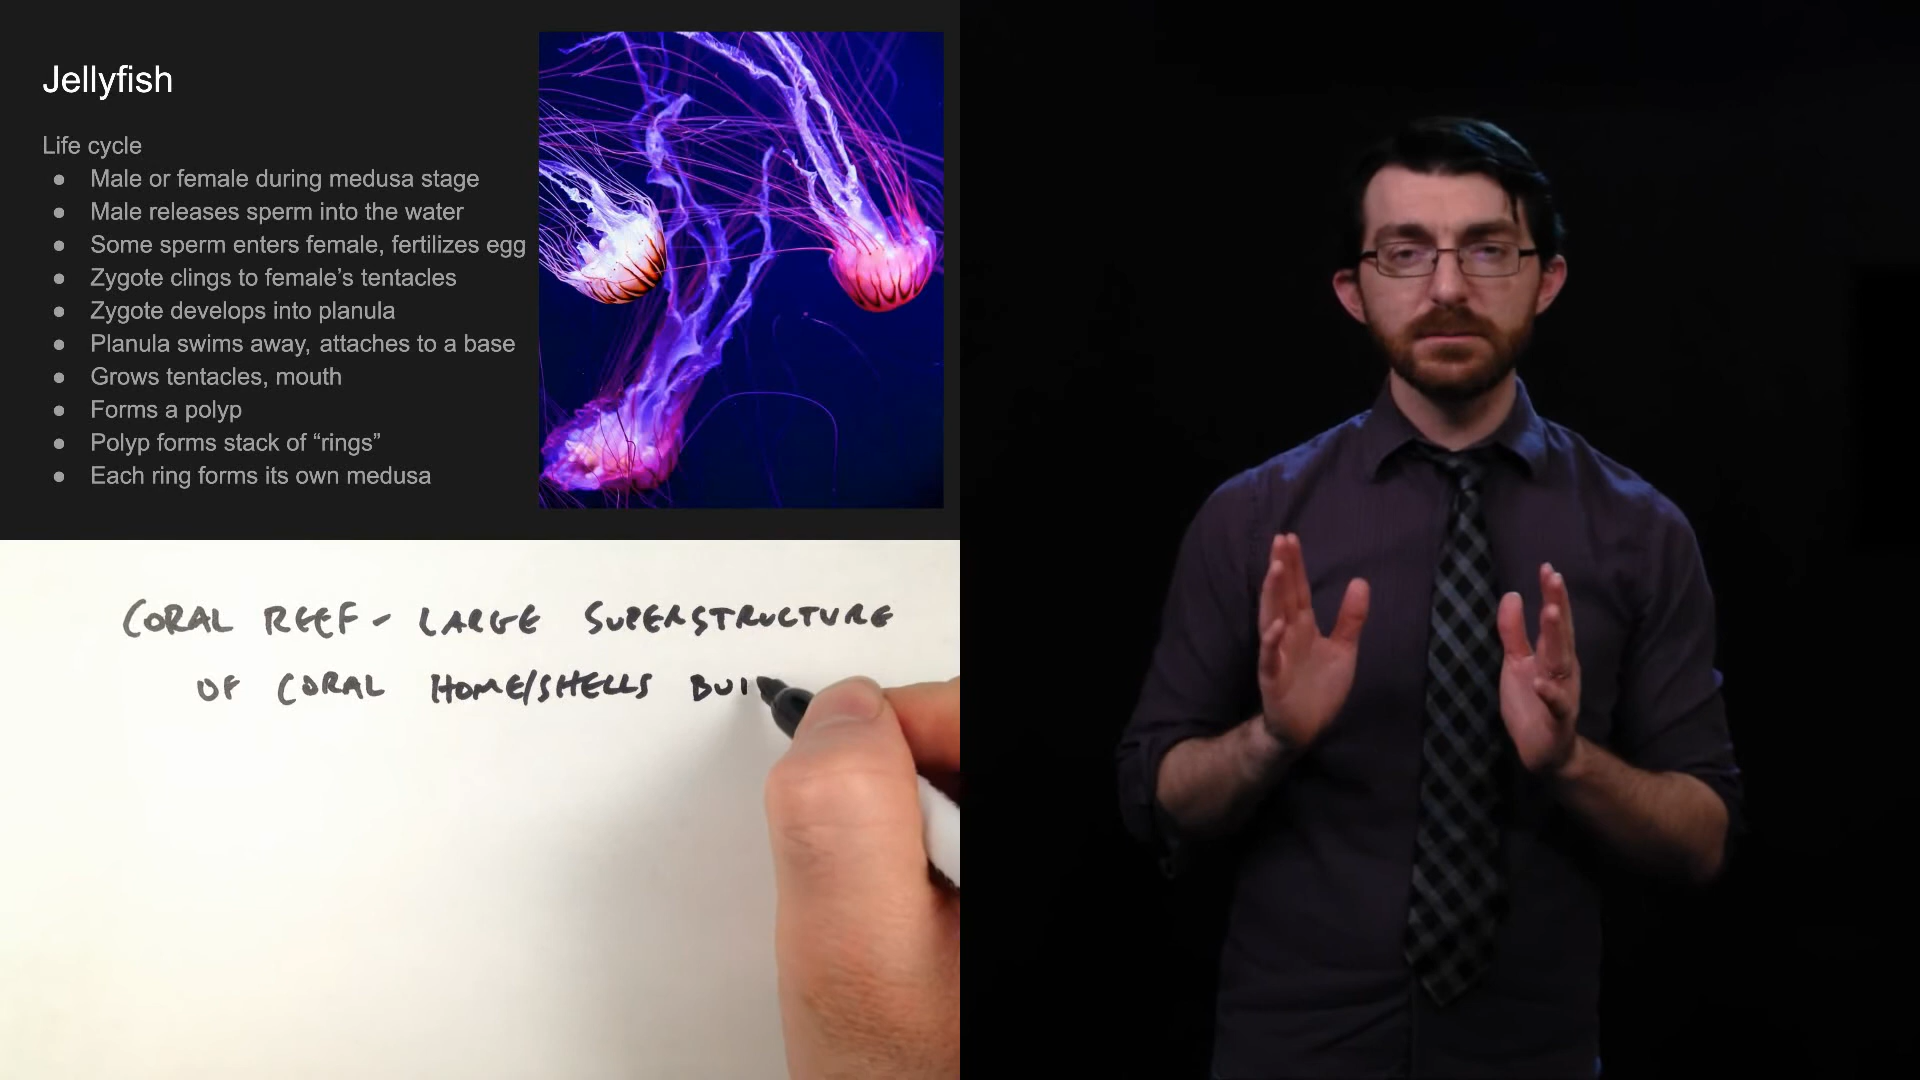 Jellyfish
Life cycle
● Male or female during medusa stage
● Male releases sperm into the water
● Some sperm enters female, fertilizes egg
● Zygote clings to female’s tentacles
● Zygote develops into planula
● Planula swims away, attaches to a base
● Grows tentacles, mouth
● Forms a polyp
● Polyp forms stack of “rings”
● Each ring forms its own medusa
CORAL REEF - LARGE SUPERSTRUCTURE
OF CORAL HOME/SHELLS BUI